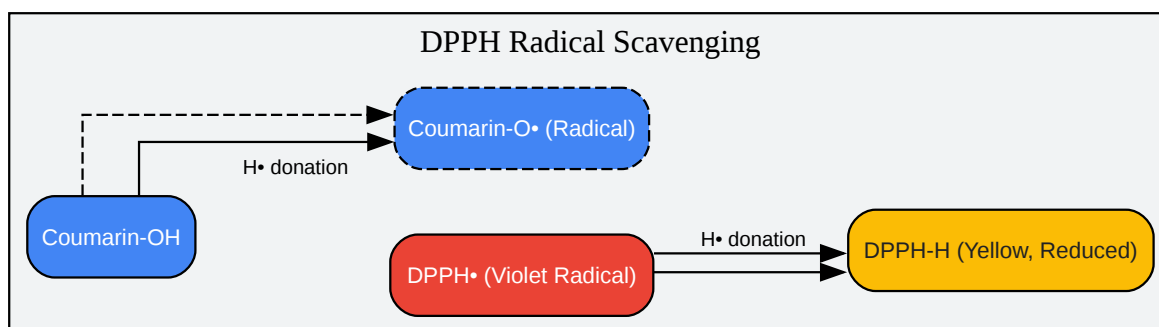 DPPH Radical Scavenging
Coumarin-O• (Radical)
H• donation
Coumarin-OH
H• donation
DPPH• (Violet Radical)
DPPH-H (Yellow, Reduced)